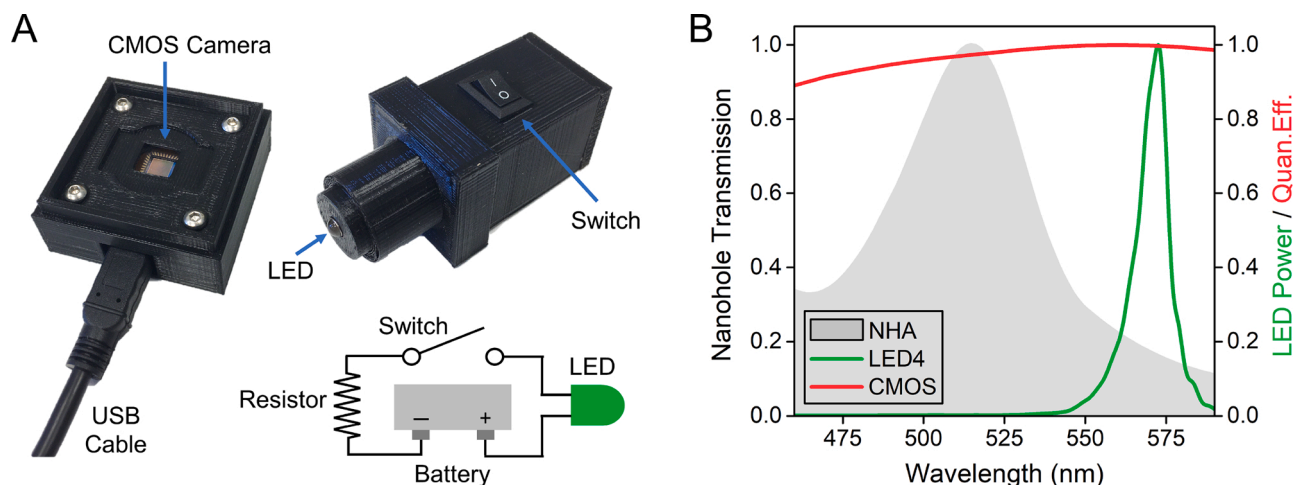 A
CMOS Camera
LED
Switch
USB
Cable
Switch
LED
Resistor
− +
Battery
B
Nanohole Transmission
1.0
0.8
0.6
0.4
0.2
0.0
NHA
LED4
CMOS
475 500 525 550 575
Wavelength (nm)
1.0
0.8
0.6
0.4
0.2
0.0
LED Power / Quan.Eff.